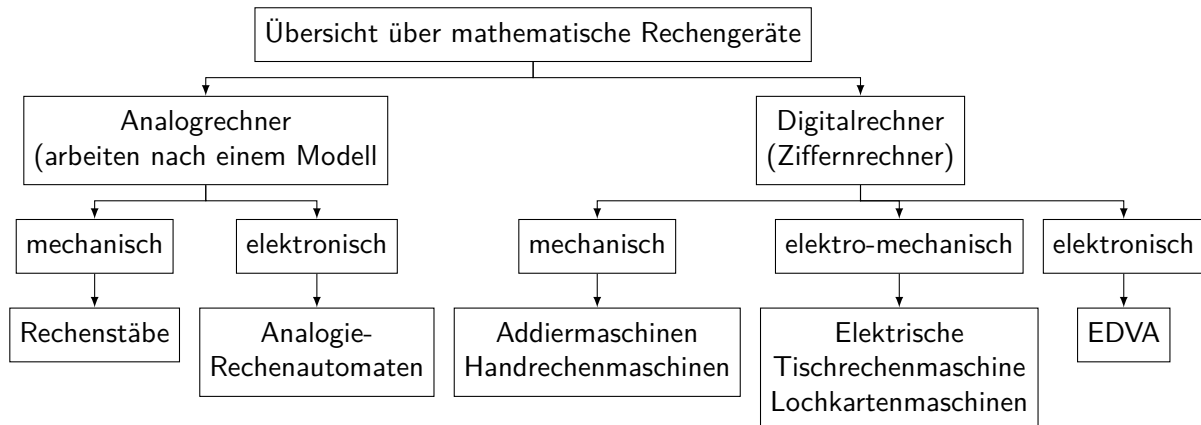 Übersicht über mathematische Rechengeräte
Analogrechner
(arbeiten nach einem Modell
Digitalrechner
(Ziffernrechner)
mechanisch
elektronisch
mechanisch
elektro-mechanisch
elektronisch
Rechenstäbe
Analogie-
Rechenautomaten
Addiermaschinen
Handrechenmaschinen
Elektrische
Tischrechenmaschine
Lochkartenmaschinen
EDVA